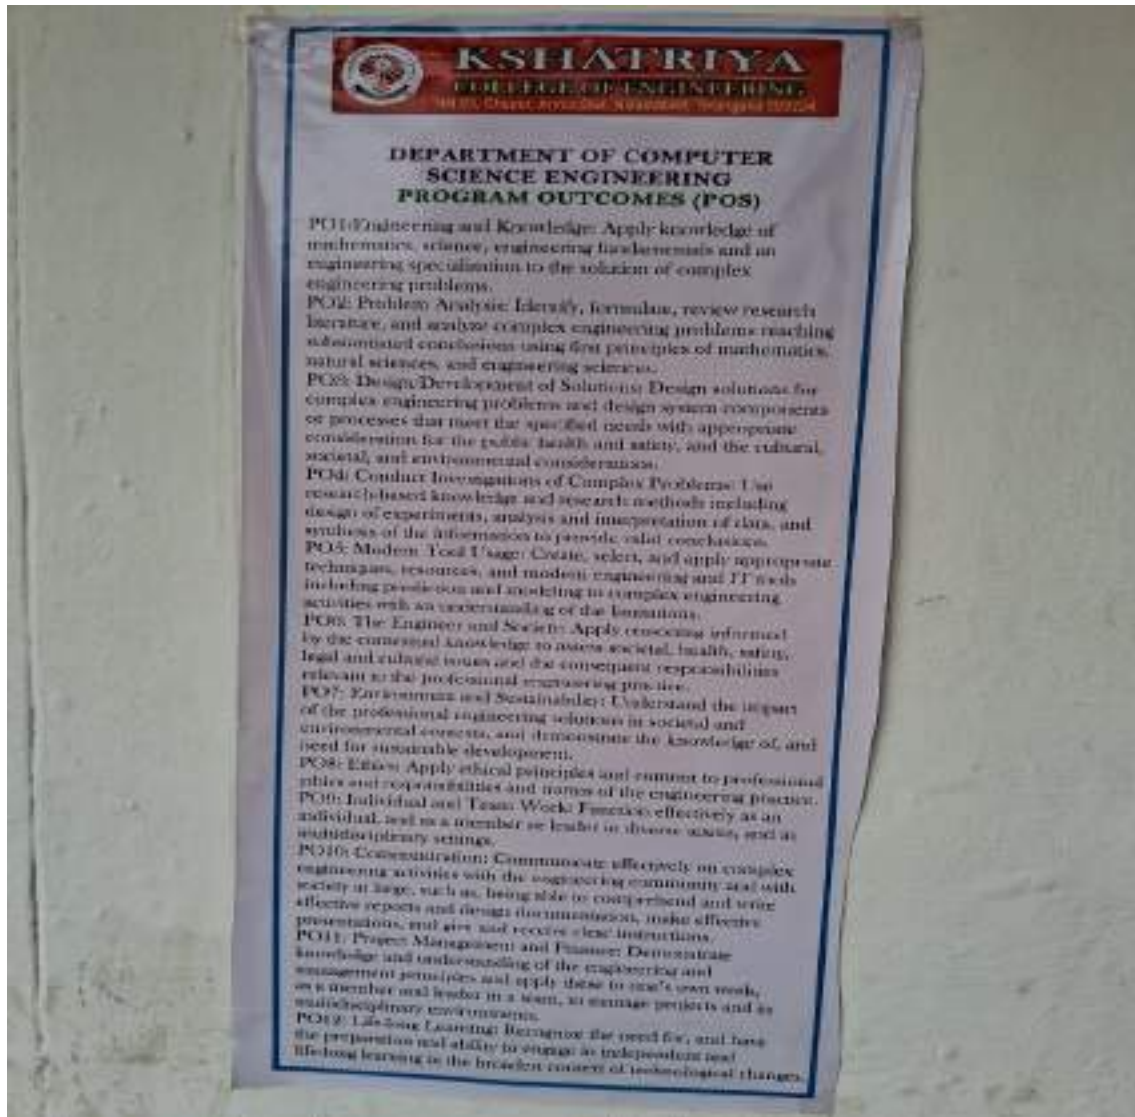 KSHATRIYA
COLLEGE OF ENGINEERING
DEPARTMENT OF COMPUTER
SCIENCE ENGINEERING
PROGRAM OUTCOMES (POS)
PO1:Engineering and Knowledge: Apply knowledge of
mathematics, science, engineering fundamentals and an
engineering specialization to the solution of complex
engineering problems.
PO2: Problem Analysis: Identify, formulate, review research
literature, and analyze complex engineering problems reaching
substantiated conclusions using first principles of mathematics,
natural sciences, and engineering sciences.
PO3: Design/Development of Solutions: Design solutions for
complex engineering problems and design system components
or processes that meet the specified needs with appropriate
consideration for the public health and safety, and the cultural,
societal, and environmental considerations.
PO4: Conduct Investigations of Complex Problems: Use
research-based knowledge and research methods including
design of experiments, analysis and interpretation of data, and
synthesis of the information to provide valid conclusions.
PO5: Modern Tool Usage: Create, select, and apply appropriate
techniques, resources, and modern engineering and IT tools
including prediction and modeling to complex engineering
activities with an understanding of the limitations.
PO6: The Engineer and Society: Apply reasoning informed
by the contextual knowledge to assess societal, health, safety,
legal and cultural issues and the consequent responsibilities
relevant to the professional engineering practice.
PO7: Environment and Sustainability: Understand the impact
of the professional engineering solutions in societal and
environmental contexts, and demonstrate the knowledge of, and
need for sustainable development.
PO8: Ethics: Apply ethical principles and commit to professional
ethics and responsibilities and norms of the engineering practice.
PO9: Individual and Team Work: Function effectively as an
individual, and as a member or leader in diverse teams, and in
multidisciplinary settings.
PO10: Communication: Communicate effectively on complex
engineering activities with the engineering community and with
society at large, such as, being able to comprehend and write
effective reports and design documentation, make effective
presentations, and give and receive clear instructions.
PO11: Project Management and Finance: Demonstrate
knowledge and understanding of the engineering and
management principles and apply these to one's own work,
as a member and leader in a team, to manage projects and in
multidisciplinary environments.
PO12: Life-long Learning: Recognize the need for, and have
the preparation and ability to engage in independent and
life-long learning in the broadest context of technological changes.